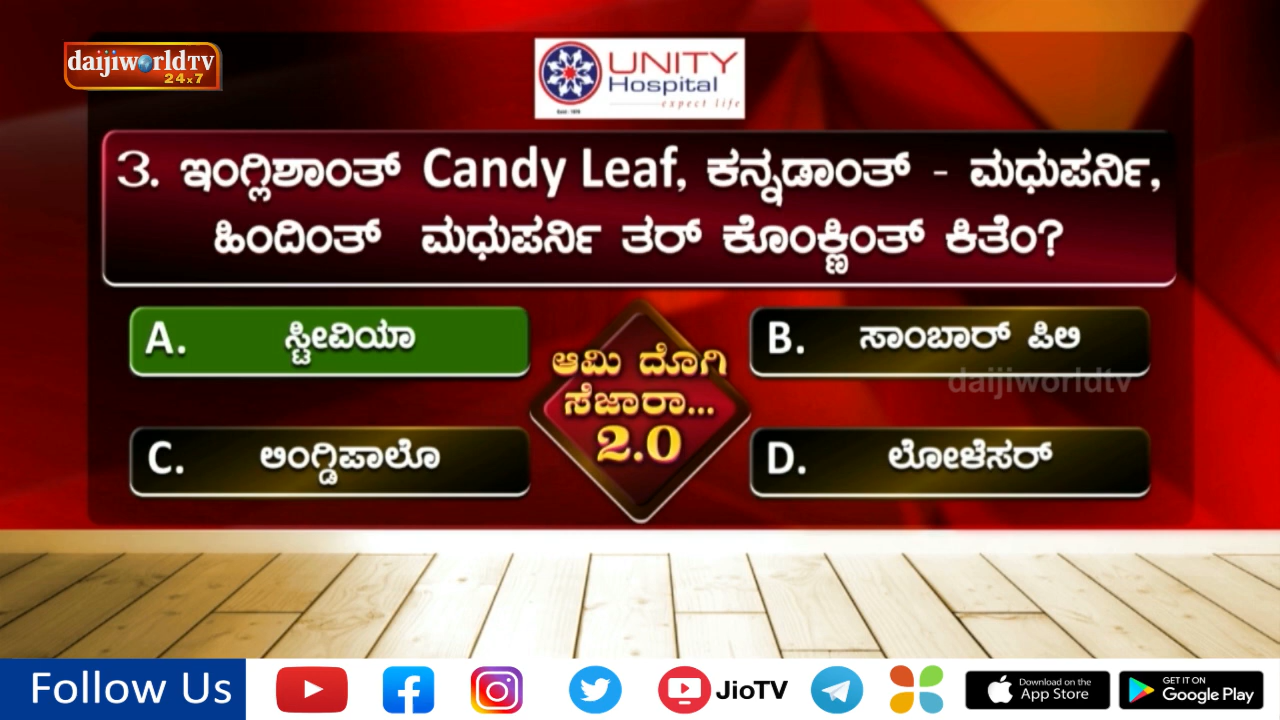 daijiworldTV
24x7
UNITY
Hospital
expect life
3. ಇಂಗ್ಲಿಶಾಂತ್ Candy Leaf, ಕನ್ನಡಾಂತ್ - ಮಧುಪರ್ನಿ,
ಹಿಂದಿಂತ್ ಮಧುಪರ್ನಿ ತರ್ ಕೊಂಕ್ಣಿಂತ್ ಕಿತೆಂ?
A. ಸ್ಟೀವಿಯಾ
B. ಸಾಂಬಾರ್ ಪಿಲಿ
ಆಮಿ ದೊಗಿ
ಸೆಜಾರಾ...
2.0
daijiworldtv
C. ಲಿಂಗ್ಡಿಪಾಲೊ
D. ಲೋಳೆಸರ್
Follow Us
JioTV
Download on the
App Store
GET IT ON
Google Play